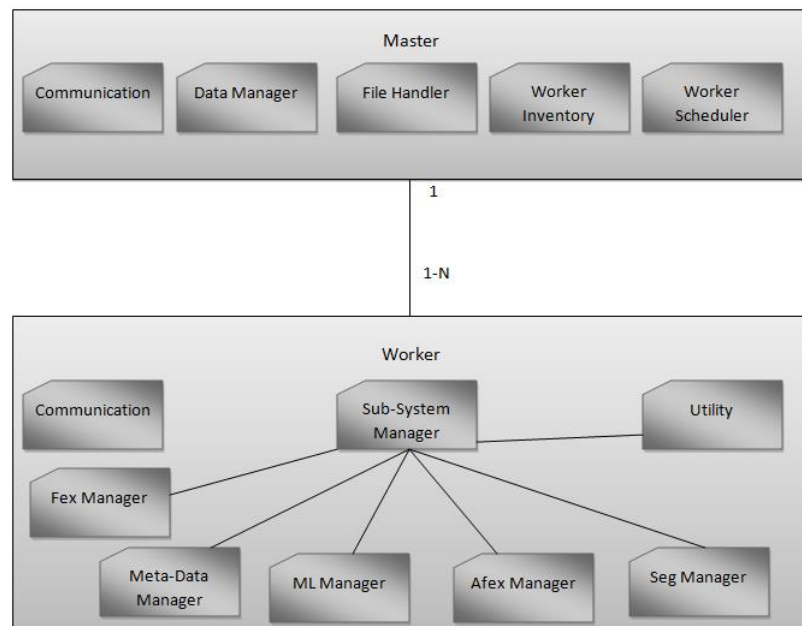 Master
Communication
Data Manager
File Handler
Worker
Inventory
Worker
Scheduler
1
1-N
Worker
Communication
Sub-System
Manager
Utility
Fex Manager
Meta-Data
Manager
ML Manager
Afex Manager
Seg Manager